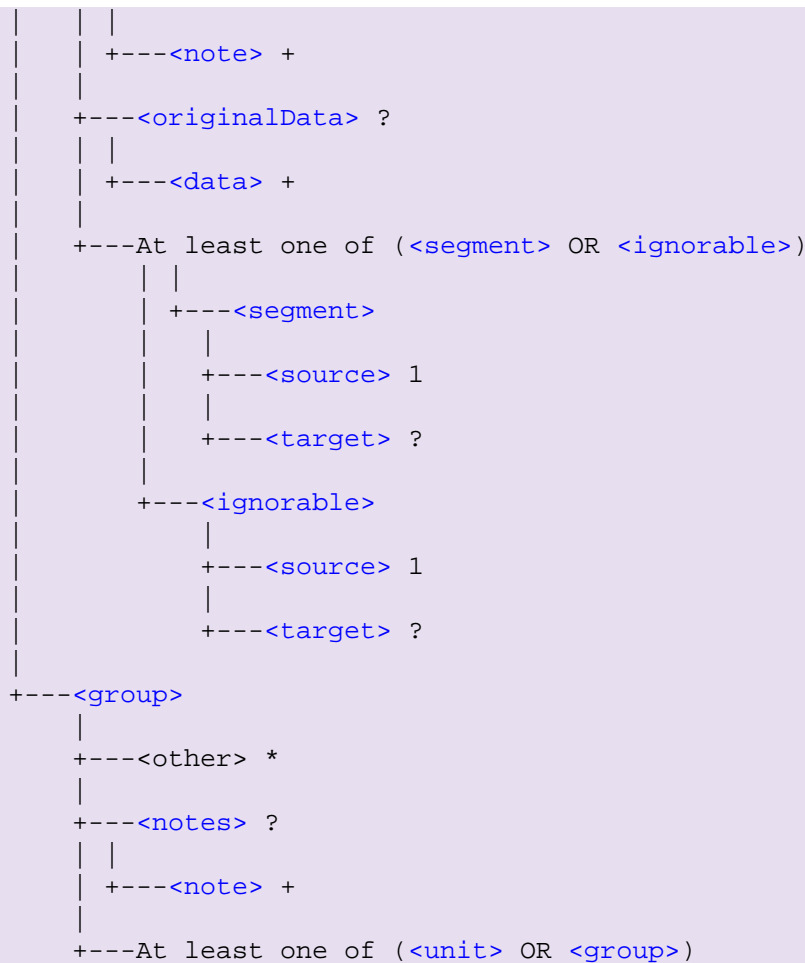 |    | |
|    | +---<note> +
|    |
|    +---<originalData> ?
|    | |
|    | +---<data> +
|    |
|    +---At least one of (<segment> OR <ignorable>)
|        | |
|        | +---<segment>
|        |   |
|        |   +---<source> 1
|        |   |
|        |   +---<target> ?
|        |
|        +---<ignorable>
|            |
|            +---<source> 1
|            |
|            +---<target> ?
|
+---<group>
     |
     +---<other> *
     |
     +---<notes> ?
     | |
     | +---<note> +
     |
     +---At least one of (<unit> OR <group>)